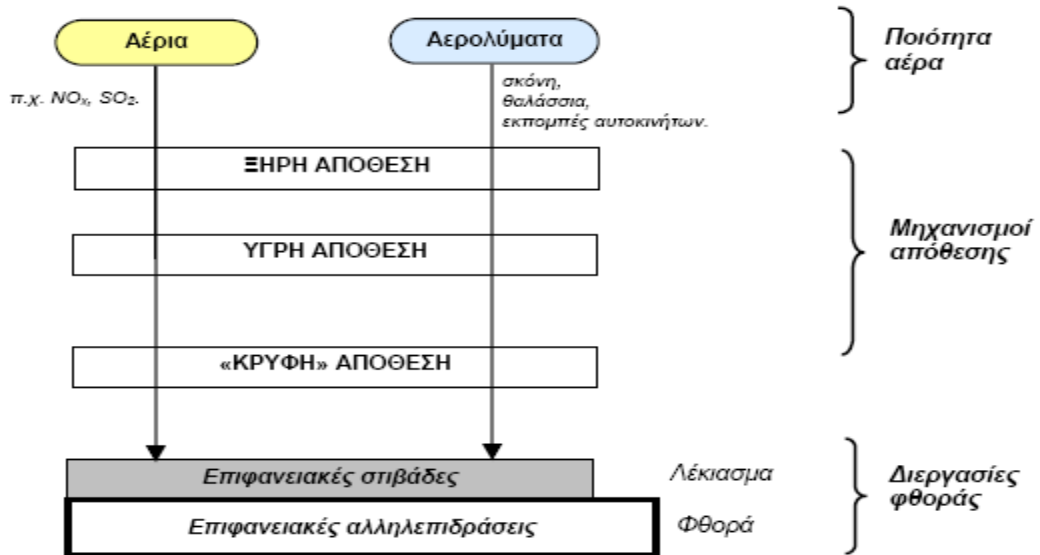 Αέρια
Αερολύματα
Ποιότητα
αέρα
π.χ. NOx, SO2.
σκόνη,
θαλάσσια,
εκπομπές αυτοκινήτων.
ΞΗΡΗ ΑΠΟΘΕΣΗ
ΥΓΡΗ ΑΠΟΘΕΣΗ
Μηχανισμοί
απόθεσης
«ΚΡΥΦΗ» ΑΠΟΘΕΣΗ
Επιφανειακές στιβάδες
Λέκιασμα
Διεργασίες
φθοράς
Επιφανειακές αλληλεπιδράσεις
Φθορά